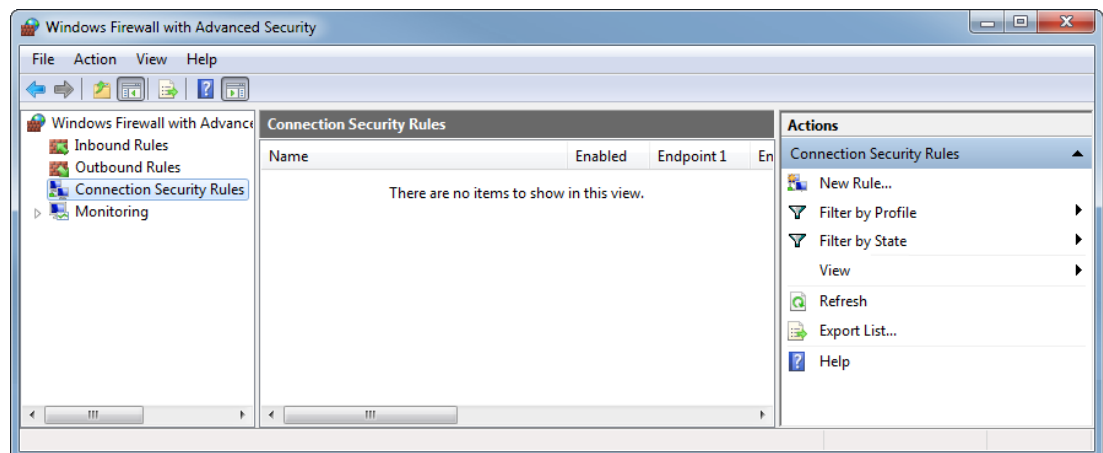 Windows Firewall with Advanced Security
File Action View Help
Windows Firewall with Advance
Inbound Rules
Outbound Rules
Connection Security Rules
Monitoring
Connection Security Rules
Name Enabled Endpoint 1 En
There are no items to show in this view.
Actions
Connection Security Rules
New Rule...
Filter by Profile
Filter by State
View
Refresh
Export List...
Help